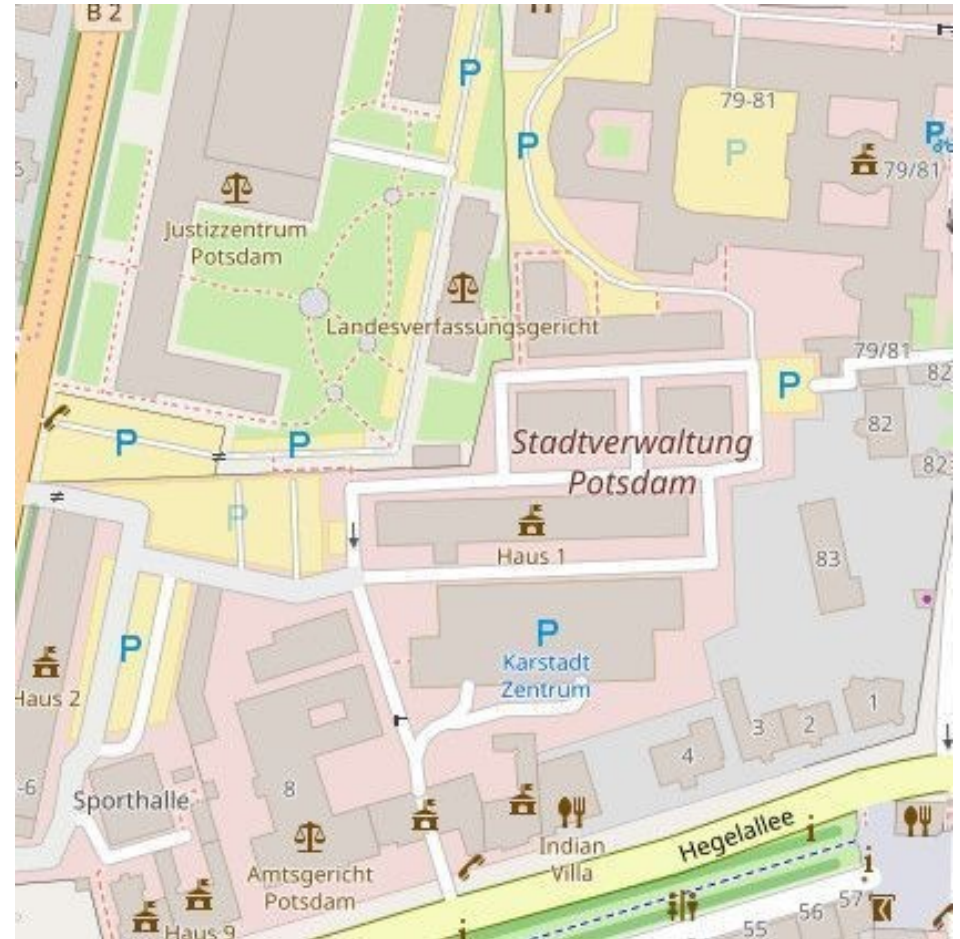 B 2
P
79-81
P
P
P
79/81
Justizzentrum
Potsdam
Landesverfassungsgericht
79/81
82
P
82
P
P
Stadtverwaltung
Potsdam
82
P
Haus 1
83
P
P
Karstadt
Zentrum
Haus 2
1
2
3
4
-6
Sporthalle
8
Hegelallee
Indian
Villa
Amtsgericht
Potsdam
57
56
55
Haus 9